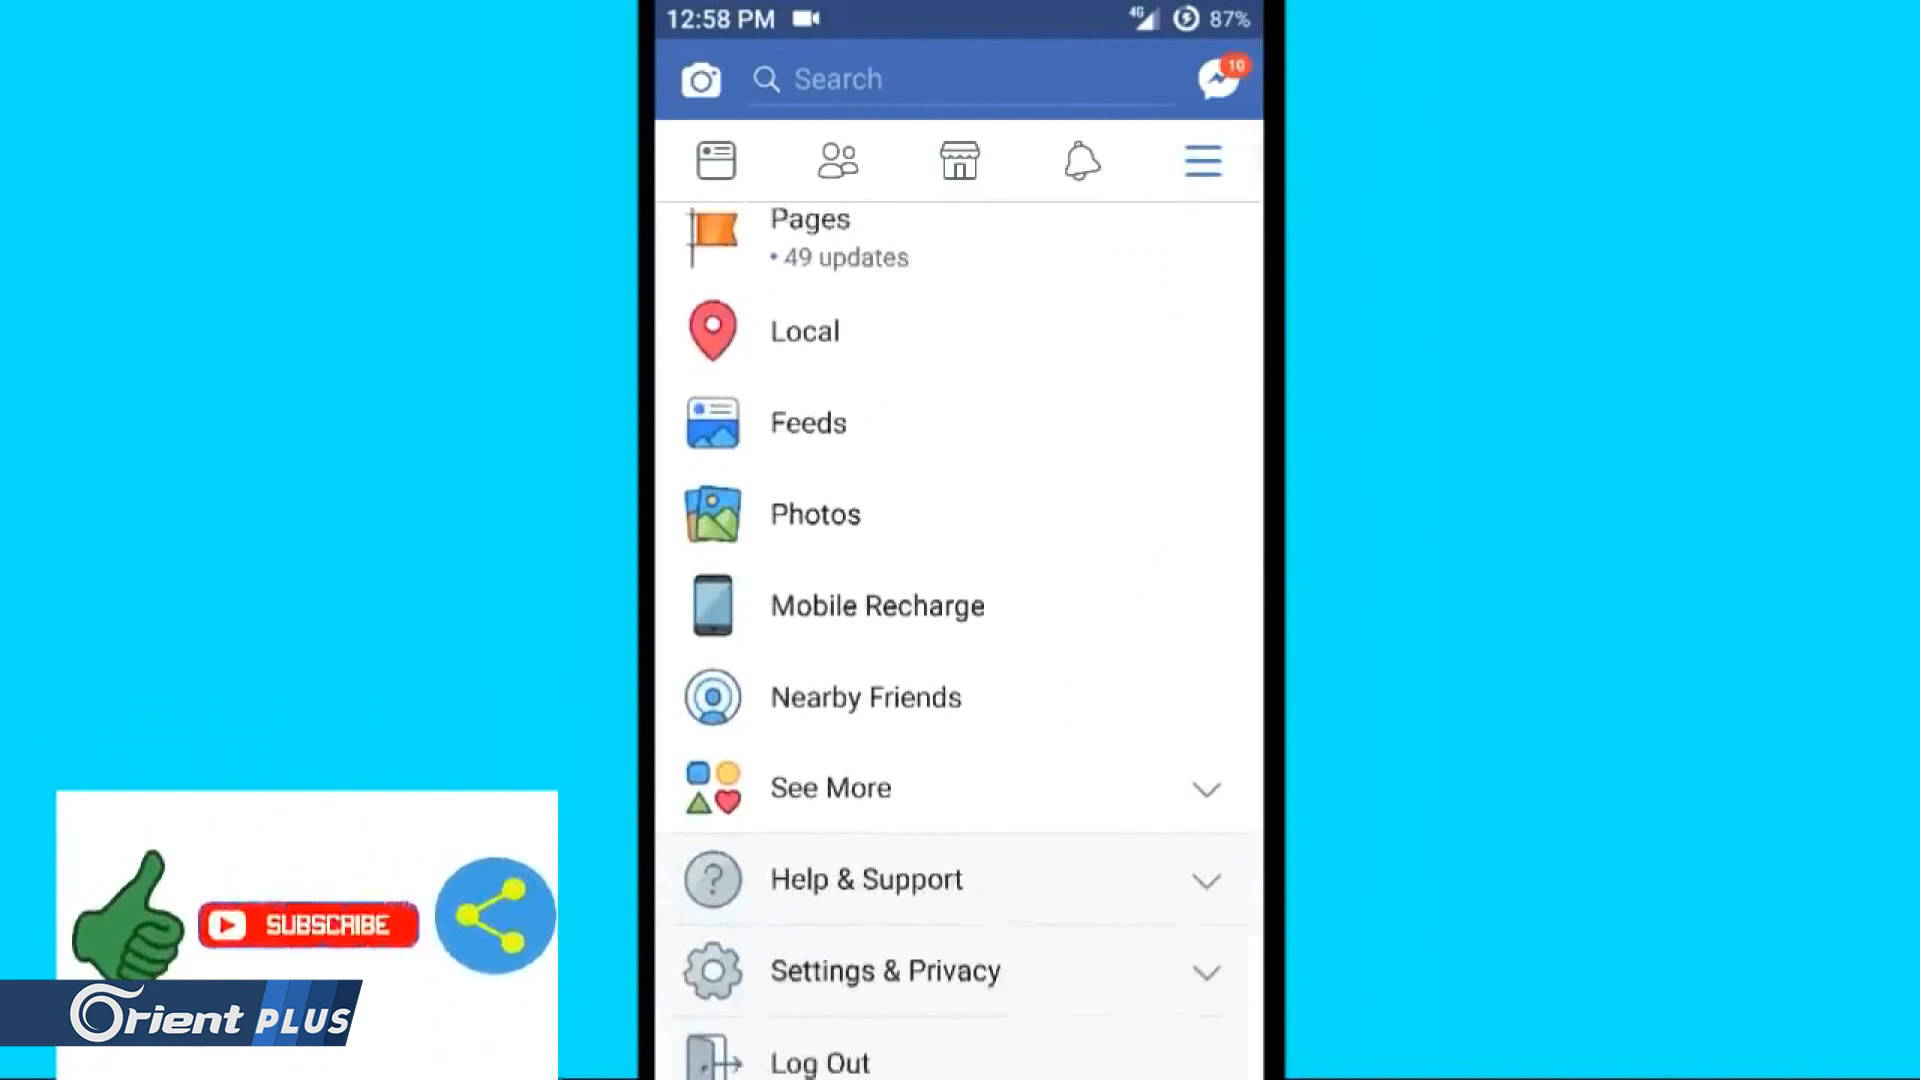 12:58 PM
4G
87%
Search
10
Pages
• 49 updates
Local
Feeds
Photos
Mobile Recharge
Nearby Friends
See More
Help & Support
Settings & Privacy
Log Out
SUBSCRIBE
Orient PLUS